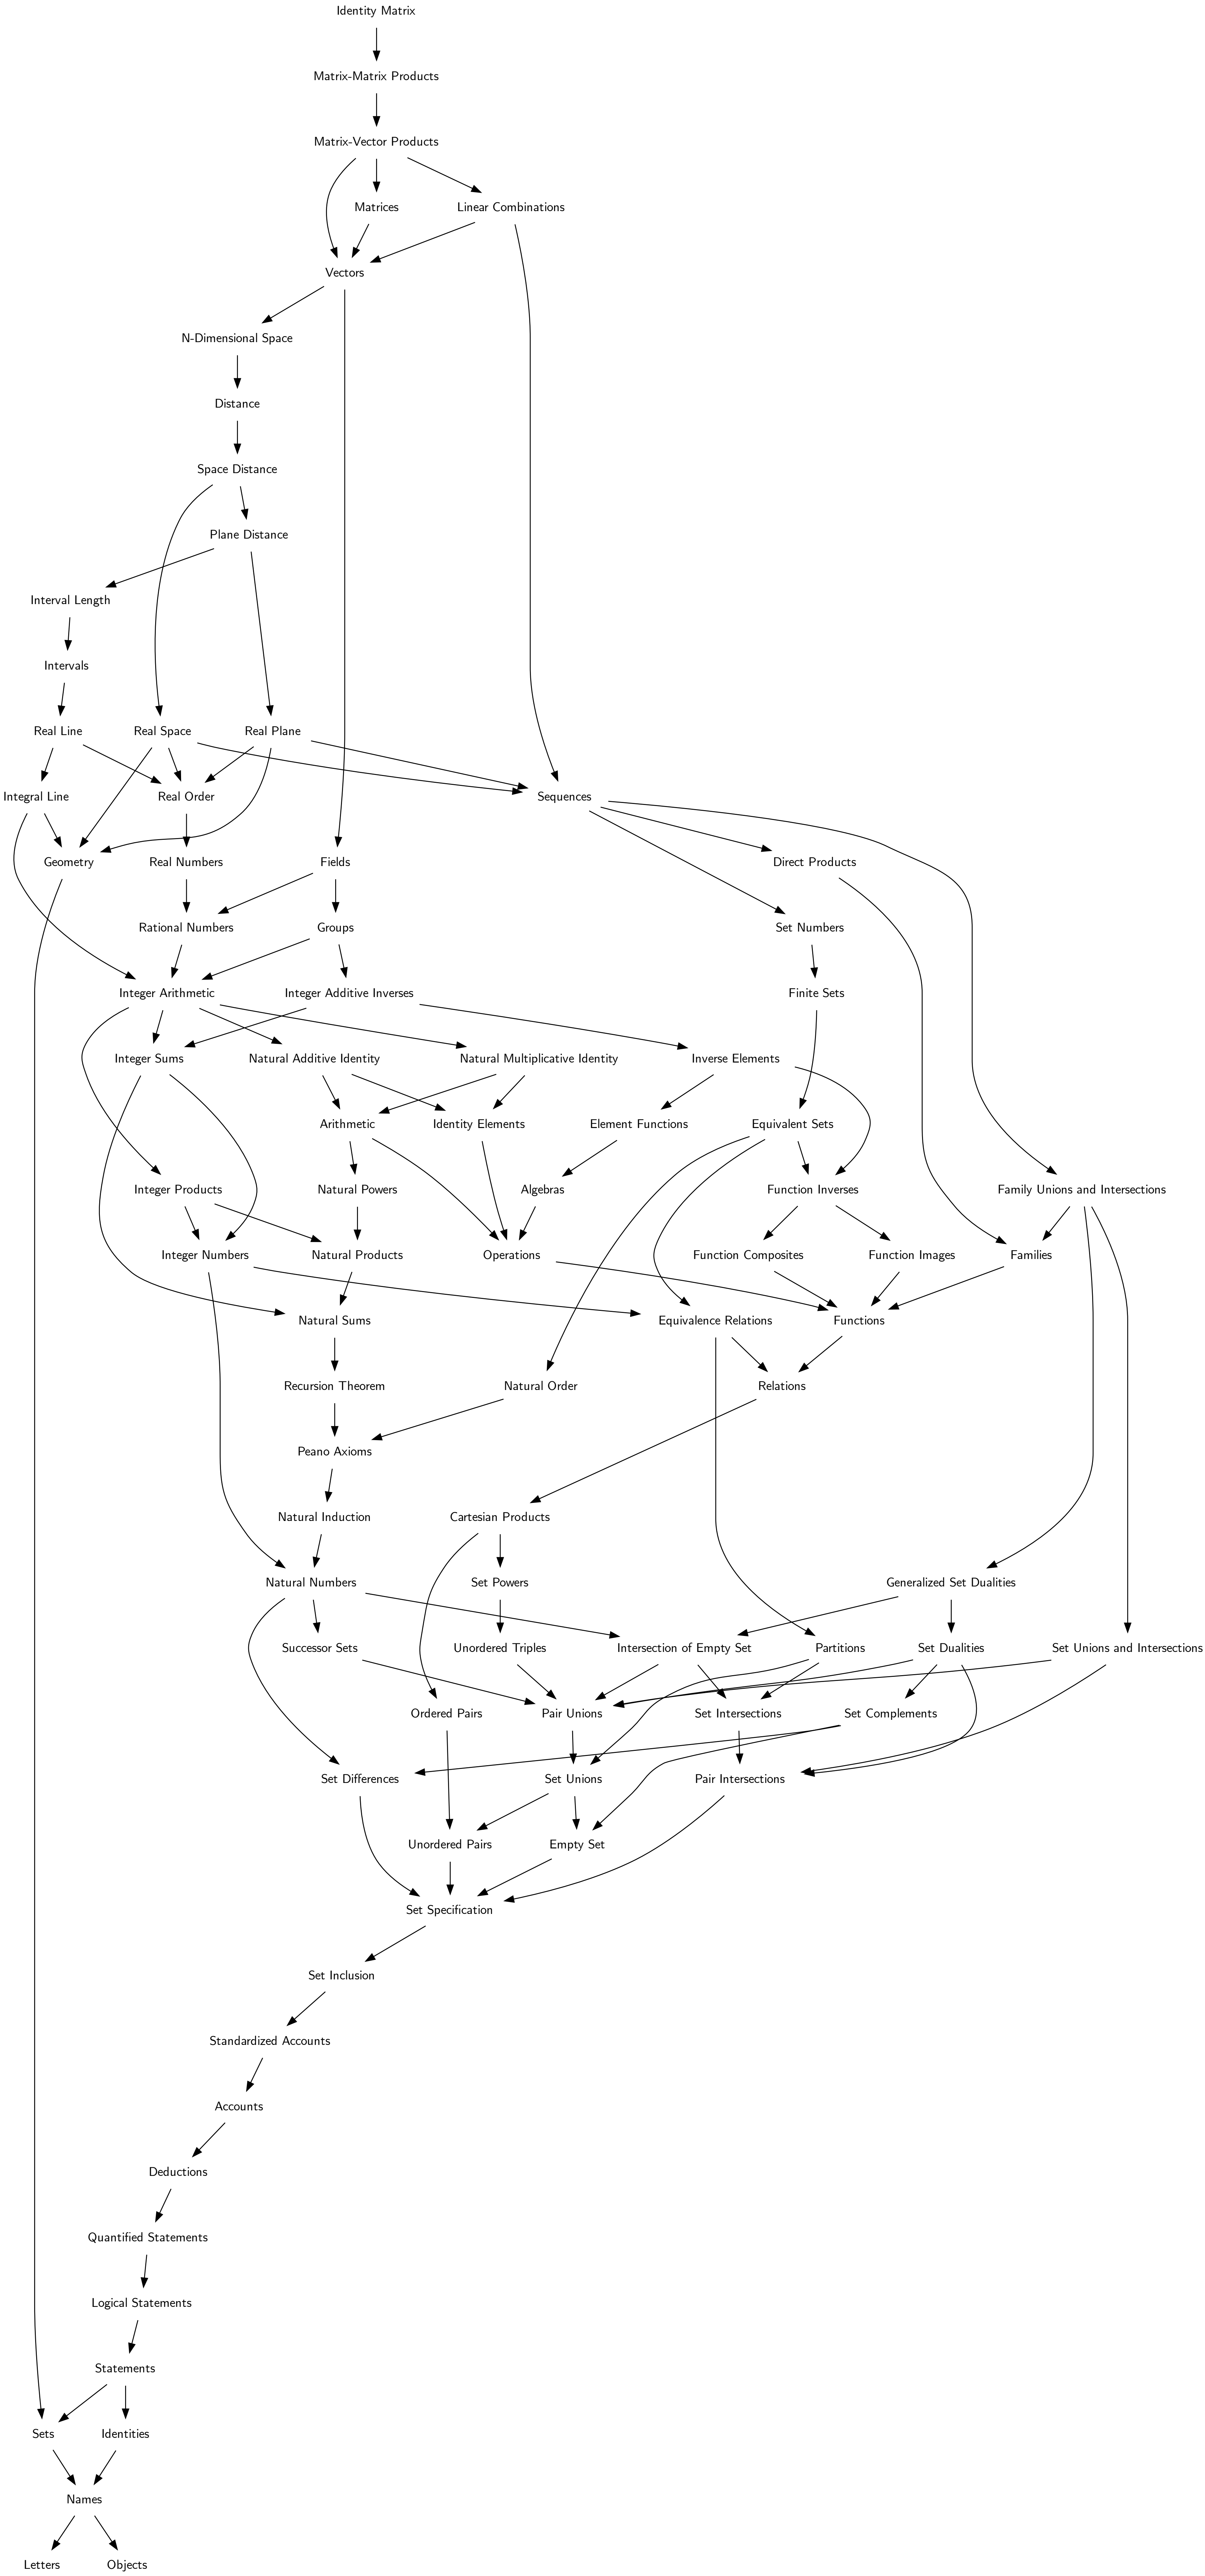 Identity Matrix
Matrix-Matrix Products
Matrix-Vector Products
Matrices
Linear Combinations
Vectors
N-Dimensional Space
Distance
Space Distance
Plane Distance
Interval Length
Intervals
Real Line
Real Space
Real Plane
Integral Line
Real Order
Sequences
Geometry
Real Numbers
Fields
Direct Products
Rational Numbers
Groups
Set Numbers
Integer Arithmetic
Integer Additive Inverses
Finite Sets
Integer Sums
Natural Additive Identity
Natural Multiplicative Identity
Inverse Elements
Arithmetic
Identity Elements
Element Functions
Equivalent Sets
Integer Products
Natural Powers
Algebras
Function Inverses
Family Unions and Intersections
Integer Numbers
Natural Products
Operations
Function Composites
Function Images
Families
Natural Sums
Equivalence Relations
Functions
Recursion Theorem
Natural Order
Relations
Peano Axioms
Natural Induction
Cartesian Products
Natural Numbers
Set Powers
Generalized Set Dualities
Successor Sets
Unordered Triples
Intersection of Empty Set
Partitions
Set Dualities
Set Unions and Intersections
Ordered Pairs
Pair Unions
Set Intersections
Set Complements
Set Differences
Set Unions
Pair Intersections
Unordered Pairs
Empty Set
Set Specification
Set Inclusion
Standardized Accounts
Accounts
Deductions
Quantified Statements
Logical Statements
Statements
Sets
Identities
Names
Letters
Objects